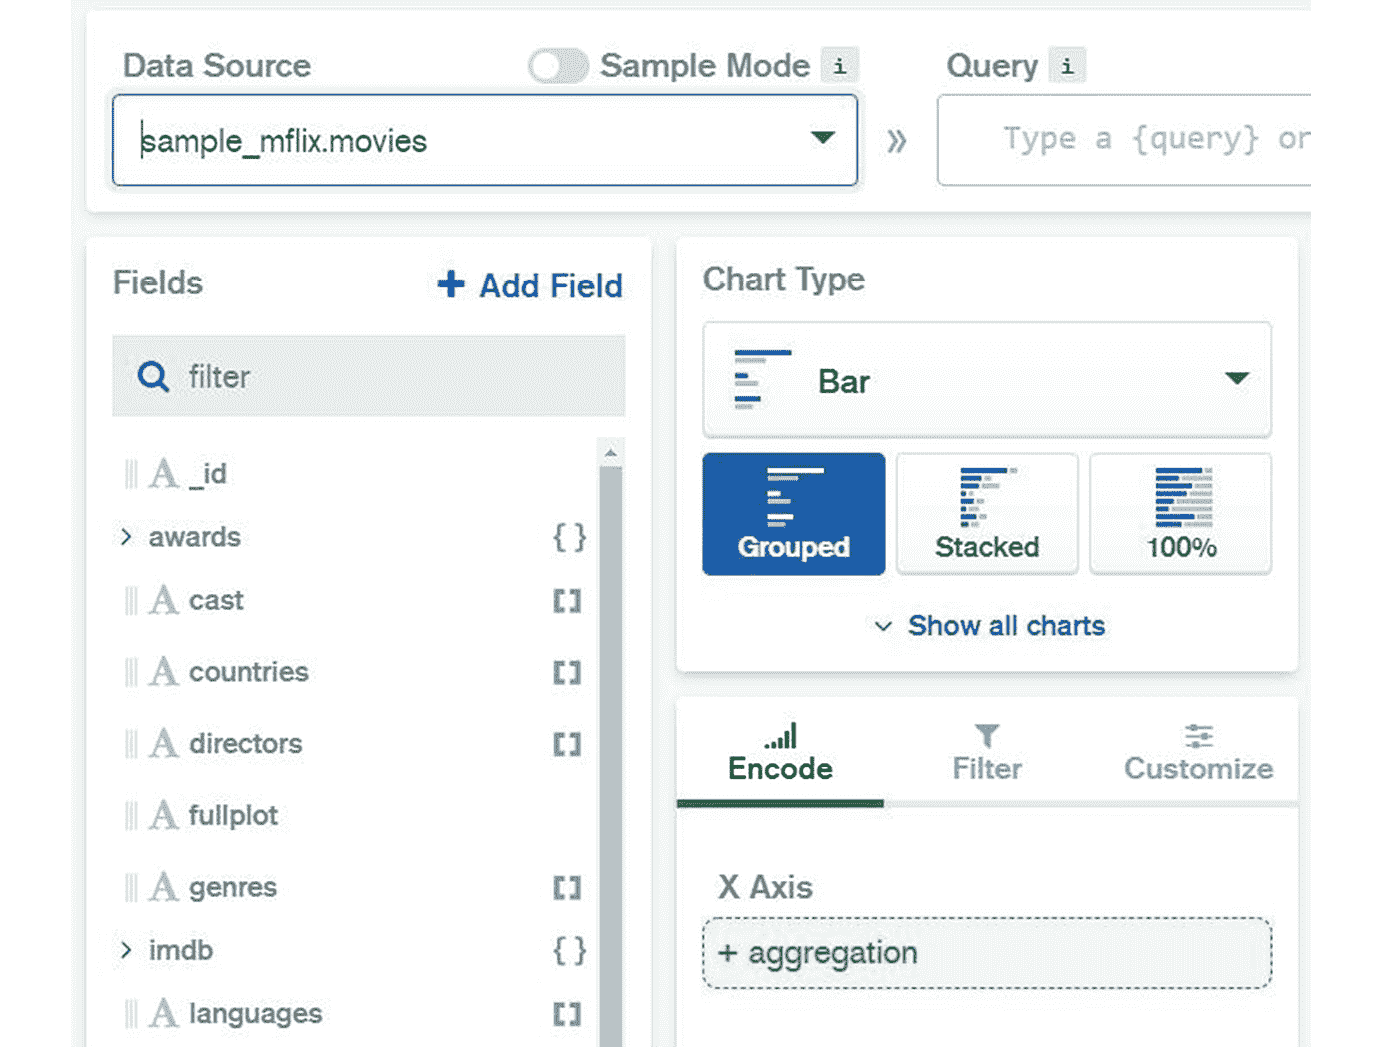 Data Source
Sample Mode i
Query i
sample_mflix.movies
»
Type a {query} or
Fields
+ Add Field
filter
A _id
> awards { }
A cast [ ]
A countries [ ]
A directors [ ]
A fullplot
A genres [ ]
> imdb { }
A languages [ ]
Chart Type
Bar
Grouped
Stacked
100%
Show all charts
Encode
Filter
Customize
X Axis
+ aggregation